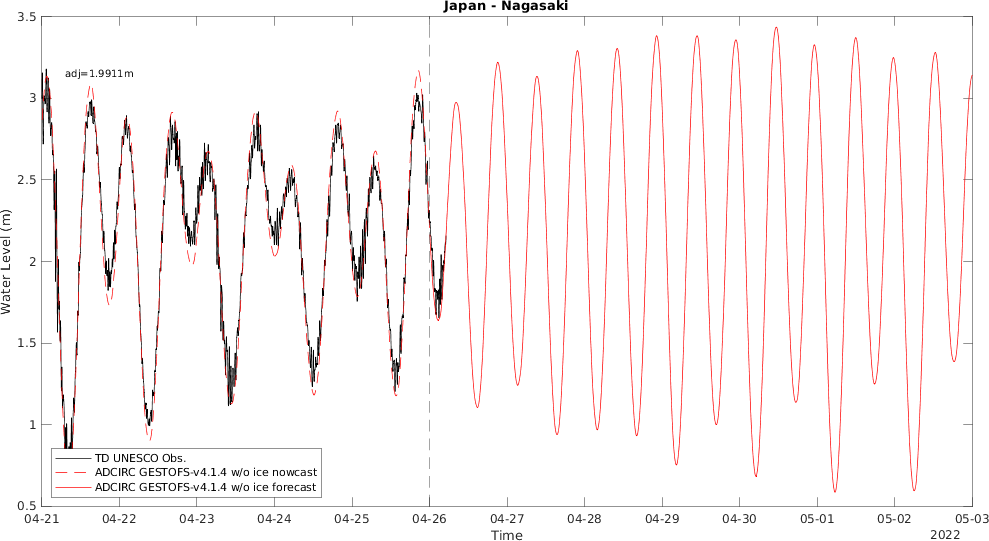 Japan - Nagasaki
adj=1.9911m
Water Level (m)
3.5
3
2.5
2
1.5
1
0.5
TD UNESCO Obs.
ADCIRC GESTOFS-v4.1.4 w/o ice nowcast
ADCIRC GESTOFS-v4.1.4 w/o ice forecast
04-21 04-22 04-23 04-24 04-25 04-26 04-27 04-28 04-29 04-30 05-01 05-02 05-03
Time
2022